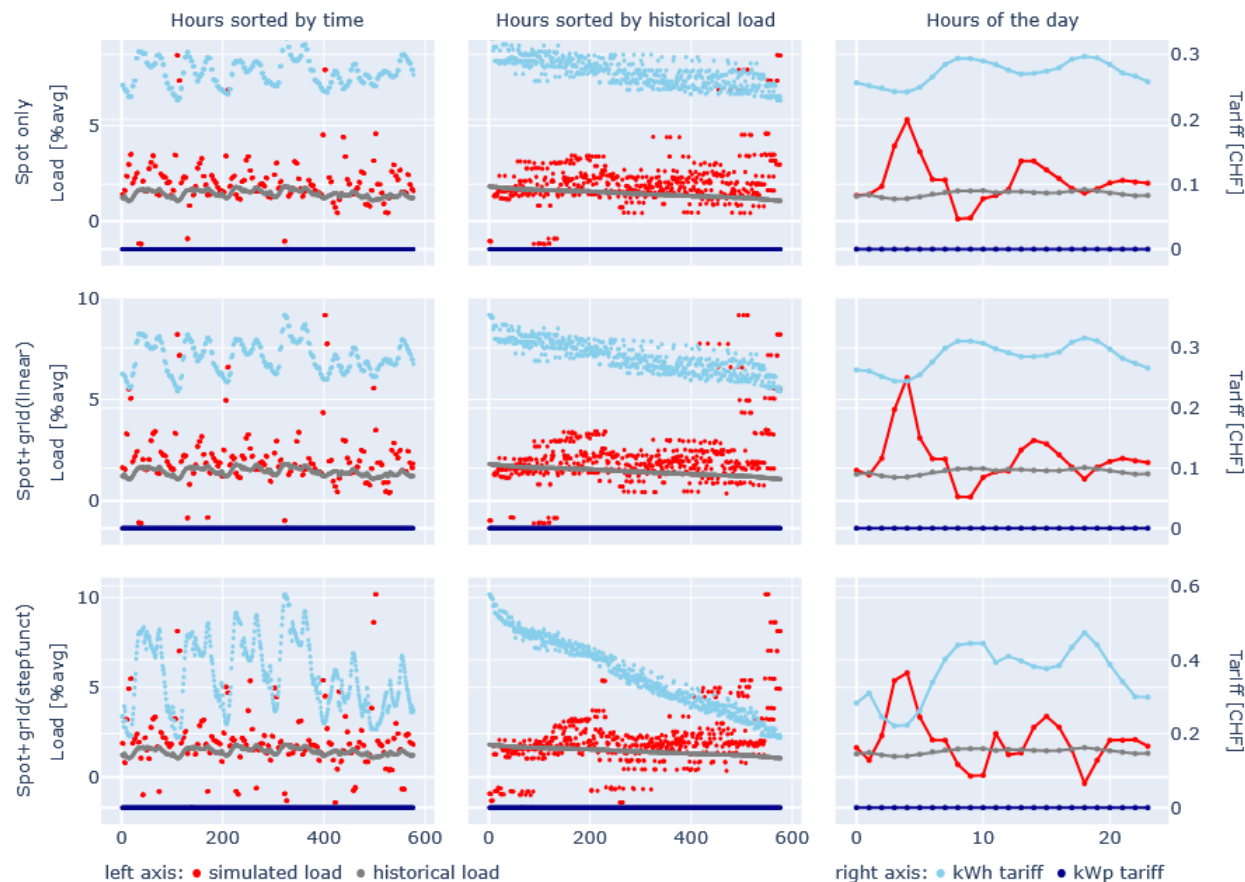 Hours sorted by time
Hours sorted by historical load
Hours of the day
Spot only
Load [%avg]
5
0
0.3
0.2
0.1
0
Tariff [CHF]
Spot+grid(linear)
Load [%avg]
10
5
0
0.3
0.2
0.1
0
Tariff [CHF]
Spot+grid(stepfunct)
Load [%avg]
10
5
0
0.6
0.4
0.2
0
Tariff [CHF]
0 200 400 600
0 200 400 600
0 10 20
left axis: simulated load historical load
right axis: kWh tariff kWp tariff